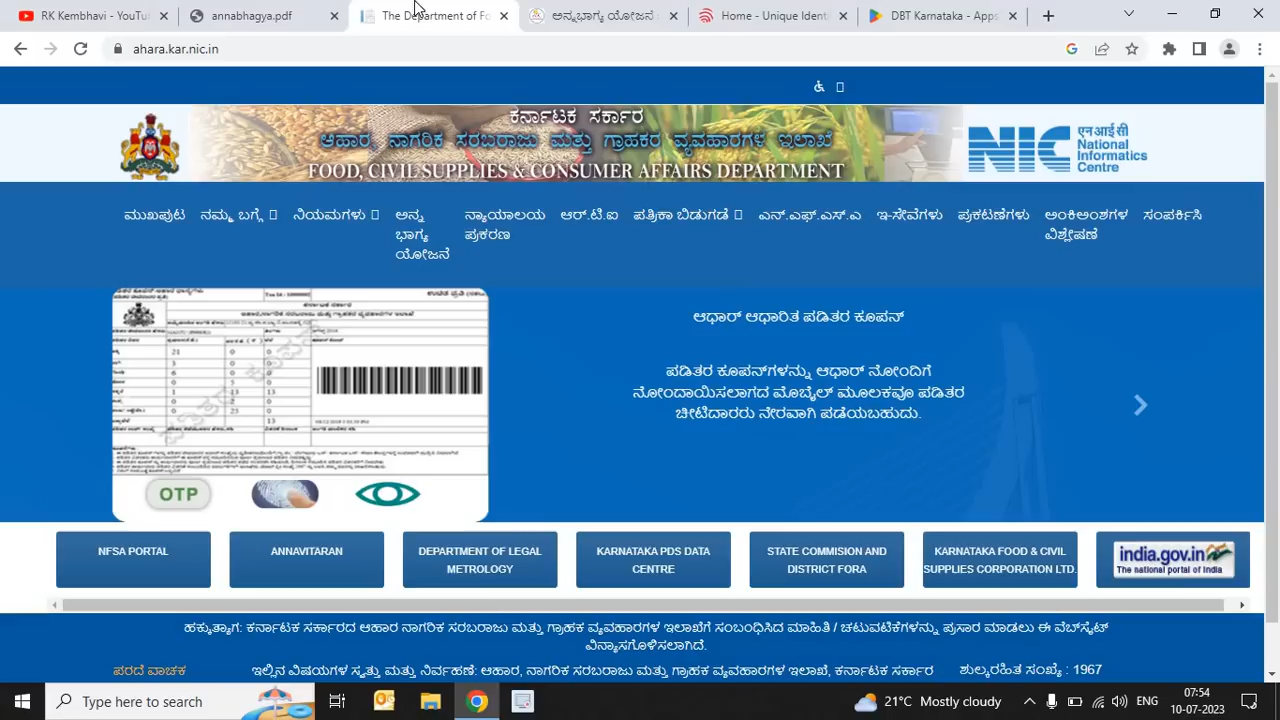 RK Kembhavi - YouTu
annabhagya.pdf
The Department of Fo
ಅನ್ನಭಾಗ್ಯ ಯೋಜನೆ
Home - Unique Identi
DBT Karnataka - Apps
ahara.kar.nic.in
ಕರ್ನಾಟಕ ಸರ್ಕಾರ
ಆಹಾರ, ನಾಗರಿಕ ಸರಬರಾಜು ಮತ್ತು ಗ್ರಾಹಕರ ವ್ಯವಹಾರಗಳ ಇಲಾಖೆ
FOOD, CIVIL SUPPLIES & CONSUMER AFFAIRS DEPARTMENT
NIC एन आई सी
National
Informatics
Centre
ಮುಖಪುಟ ನಮ್ಮ ಬಗ್ಗೆ ನಿಯಮಗಳು ಅನ್ನ ಭಾಗ್ಯ ಯೋಜನೆ ನ್ಯಾಯಾಲಯ ಪ್ರಕರಣ ಆರ್.ಟಿ.ಐ ಪತ್ರಿಕಾ ಬಿಡುಗಡೆ ಎನ್.ಎಫ್.ಎಸ್.ಎ ಇ-ಸೇವೆಗಳು ಪ್ರಕಟಣೆಗಳು ಅಂಕಿಅಂಶಗಳ ವಿಶ್ಲೇಷಣೆ ಸಂಪರ್ಕಿಸಿ
ಆಧಾರ್ ಆಧಾರಿತ ಪಡಿತರ ಕೂಪನ್
ಪಡಿತರ ಕೂಪನ್‌ಗಳನ್ನು ಆಧಾರ್ ನೋಂದಿಗೆ
ನೋಂದಾಯಿಸಲಾಗದ ಮೊಬೈಲ್ ಮೂಲಕವೂ ಪಡಿತರ
ಚೀಟಿದಾರರು ನೇರವಾಗಿ ಪಡೆಯಬಹುದು.
OTP
NFSA PORTAL
ANNAVITARAN
DEPARTMENT OF LEGAL
METROLOGY
KARNATAKA PDS DATA
CENTRE
STATE COMMISION AND
DISTRICT FORA
KARNATAKA FOOD & CIVIL
SUPPLIES CORPORATION LTD.
india.gov.in
The national portal of India
ಹಕ್ಕುತ್ಯಾಗ: ಕರ್ನಾಟಕ ಸರ್ಕಾರದ ಆಹಾರ ನಾಗರಿಕ ಸರಬರಾಜು ಮತ್ತು ಗ್ರಾಹಕ ವ್ಯವಹಾರಗಳ ಇಲಾಖೆಗೆ ಸಂಬಂಧಿಸಿದ ಮಾಹಿತಿ / ಚಟುವಟಿಕೆಗಳನ್ನು ಪ್ರಸಾರ ಮಾಡಲು ಈ ವೆಬ್‌ಸೈಟ್
ವಿನ್ಯಾಸಗೊಳಿಸಲಾಗಿದೆ.
ಪರದೆ ವಾಚಕ ಇಲ್ಲಿನ ವಿಷಯಗಳ ಸ್ವತ್ತು ಮತ್ತು ನಿರ್ವಹಣೆ: ಆಹಾರ, ನಾಗರಿಕ ಸರಬರಾಜು ಮತ್ತು ಗ್ರಾಹಕ ವ್ಯವಹಾರಗಳ ಇಲಾಖೆ, ಕರ್ನಾಟಕ ಸರ್ಕಾರ ಶುಲ್ಕರಹಿತ ಸಂಖ್ಯೆ : 1967
Type here to search
21°C Mostly cloudy
ENG
07:54
10-07-2023